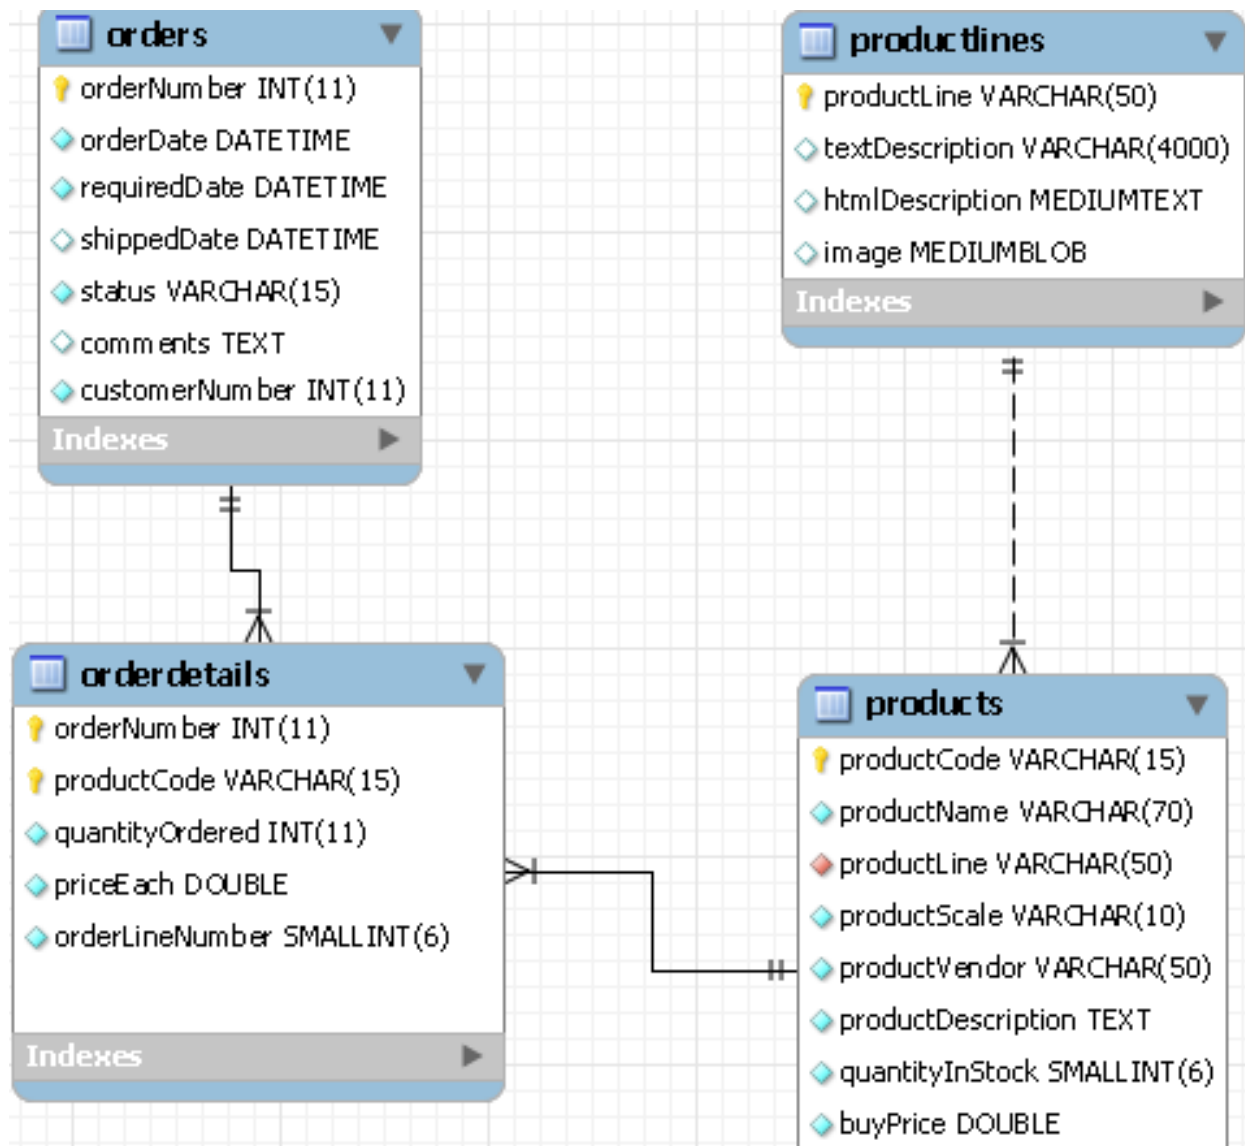 orders
orderNumber INT(11)
orderDate DATETIME
requiredDate DATETIME
shippedDate DATETIME
status VARCHAR(15)
comments TEXT
customerNumber INT(11)
Indexes
productlines
productLine VARCHAR(50)
textDescription VARCHAR(4000)
htmlDescription MEDIUMTEXT
image MEDIUMBLOB
Indexes
orderdetails
orderNumber INT(11)
productCode VARCHAR(15)
quantityOrdered INT(11)
priceEach DOUBLE
orderLineNumber SMALLINT(6)
Indexes
products
productCode VARCHAR(15)
productName VARCHAR(70)
productLine VARCHAR(50)
productScale VARCHAR(10)
productVendor VARCHAR(50)
productDescription TEXT
quantityInStock SMALLINT(6)
buyPrice DOUBLE